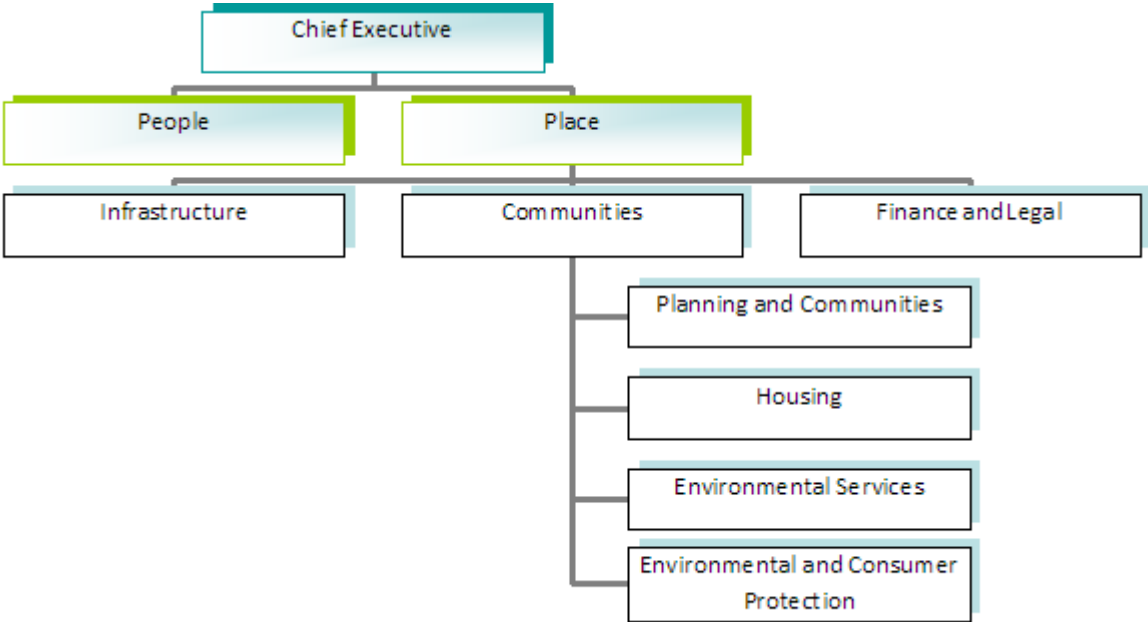 Chief Executive
People
Place
Infrastructure
Communities
Finance and Legal
Planning and Communities
Housing
Environmental Services
Environmental and Consumer
Protection